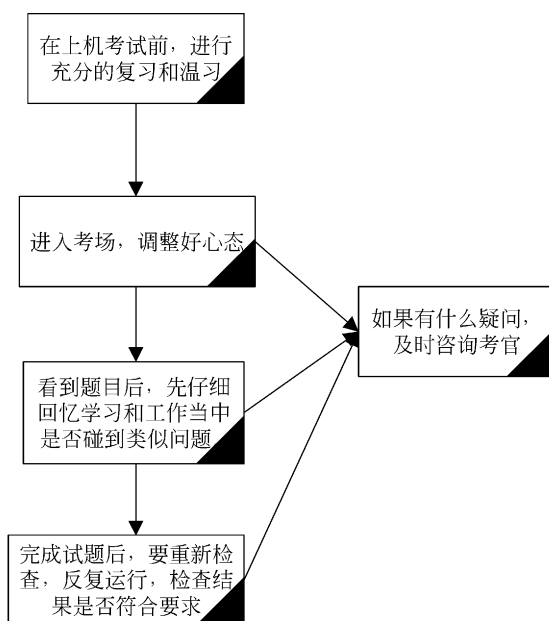 在上机考试前，进行
充分的复习和温习
进入考场，调整好心态
如果有什么疑问，
及时咨询考官
看到题目后，先仔细
回忆学习和工作当中
是否碰到类似问题
完成试题后，要重新检
查，反复运行，检查结
果是否符合要求